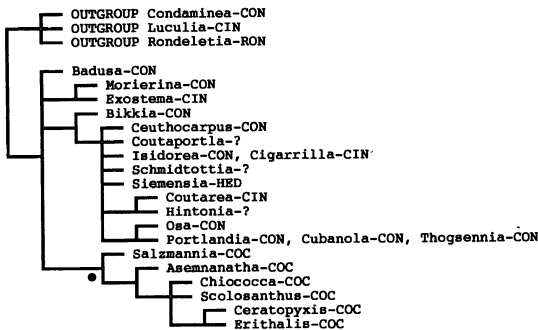 OUTGROUP Condaminea-CON
OUTGROUP Luculia-CIN
OUTGROUP Rondeletia-RON
Badusa-CON
Morierina-CON
Exostema-CIN
Bikkia-CON
Ceuthocarpus-CON
Coutaportla-?
Isidorea-CON, Cigarrilla-CIN
Schmidtottia-?
Siemensia-HED
Coutarea-CIN
Hintonia-?
Osa-CON
Portlandia-CON, Cubanola-CON, Thogsennia-CON
Salzmannia-COC
Asemnanatha-COC
Chiococca-COC
Scolosanthus-COC
Ceratopyxis-COC
Erithalis-COC